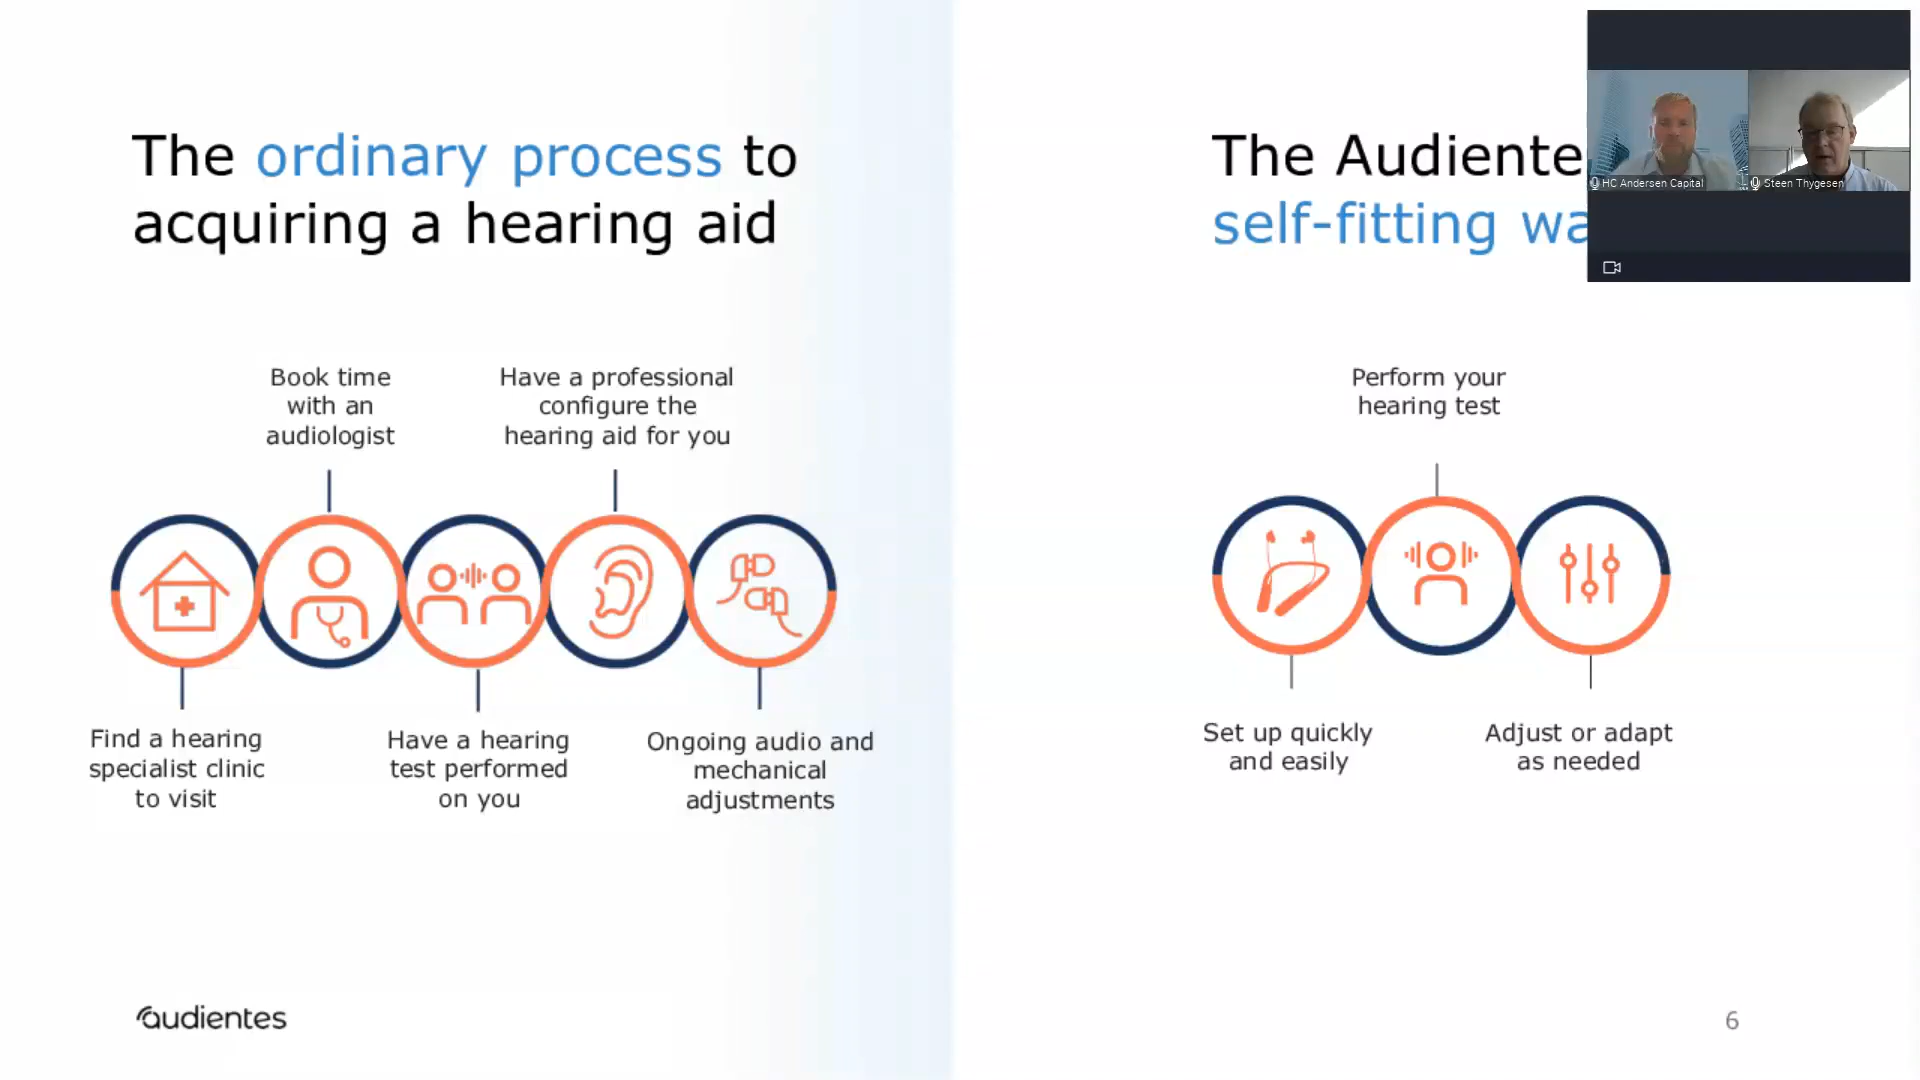 The ordinary process to
acquiring a hearing aid
Book time
with an
audiologist
Have a professional
configure the
hearing aid for you
Find a hearing
specialist clinic
to visit
Have a hearing
test performed
on you
Ongoing audio and
mechanical
adjustments
The
self-fitting
Perform your
hearing test
Set up quickly
and easily
Adjust or adapt
as needed
HC Andersen Capital
Steen Thygesen
audientes
6